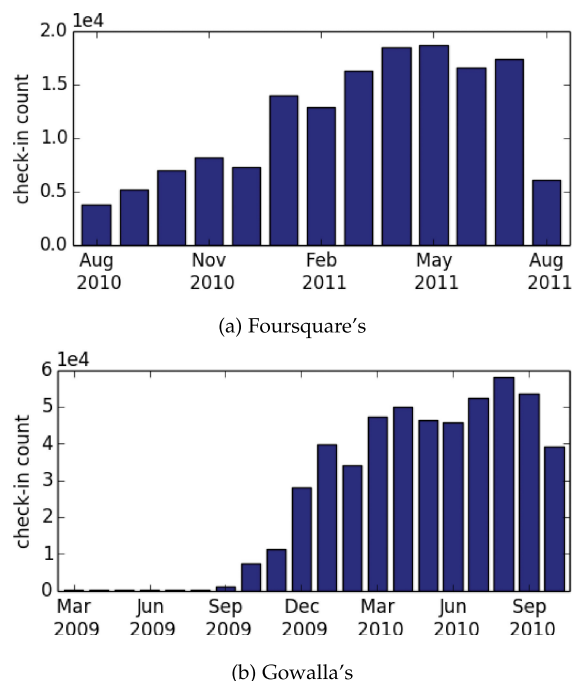 1e4
check-in count
2.0
1.5
1.0
0.5
0.0
Aug Nov Feb May Aug
2010 2010 2011 2011 2011
(a) Foursquare's
1e4
check-in count
6
5
4
3
2
1
0
Mar Jun Sep Dec Mar Jun Sep
2009 2009 2009 2009 2010 2010 2010
(b) Gowalla's